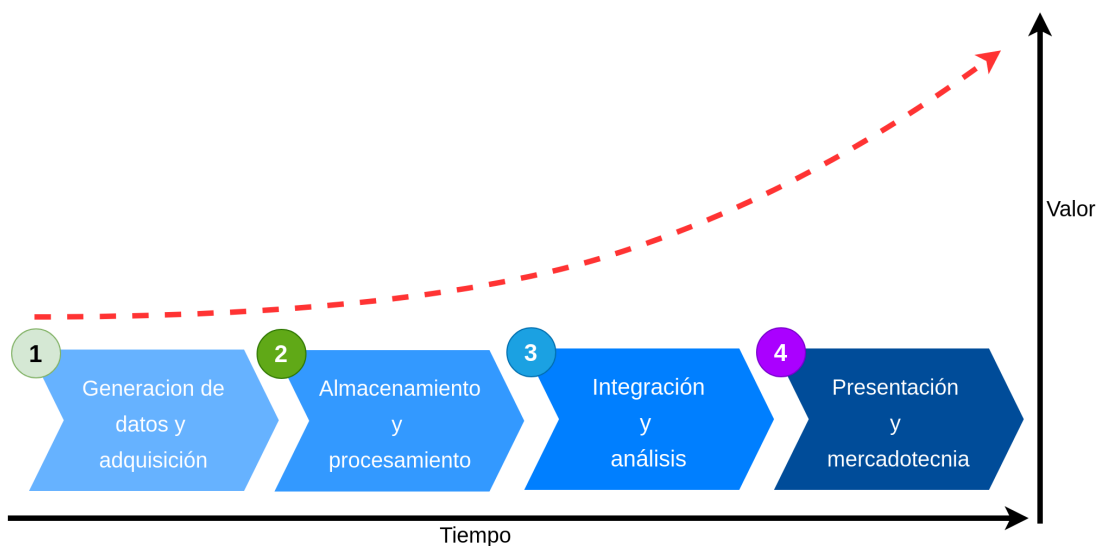 Valor
1
Generacion de
datos y
adquisición
2
Almacenamiento
y
procesamiento
3
Integración
y
análisis
4
Presentación
y
mercadotecnia
Tiempo